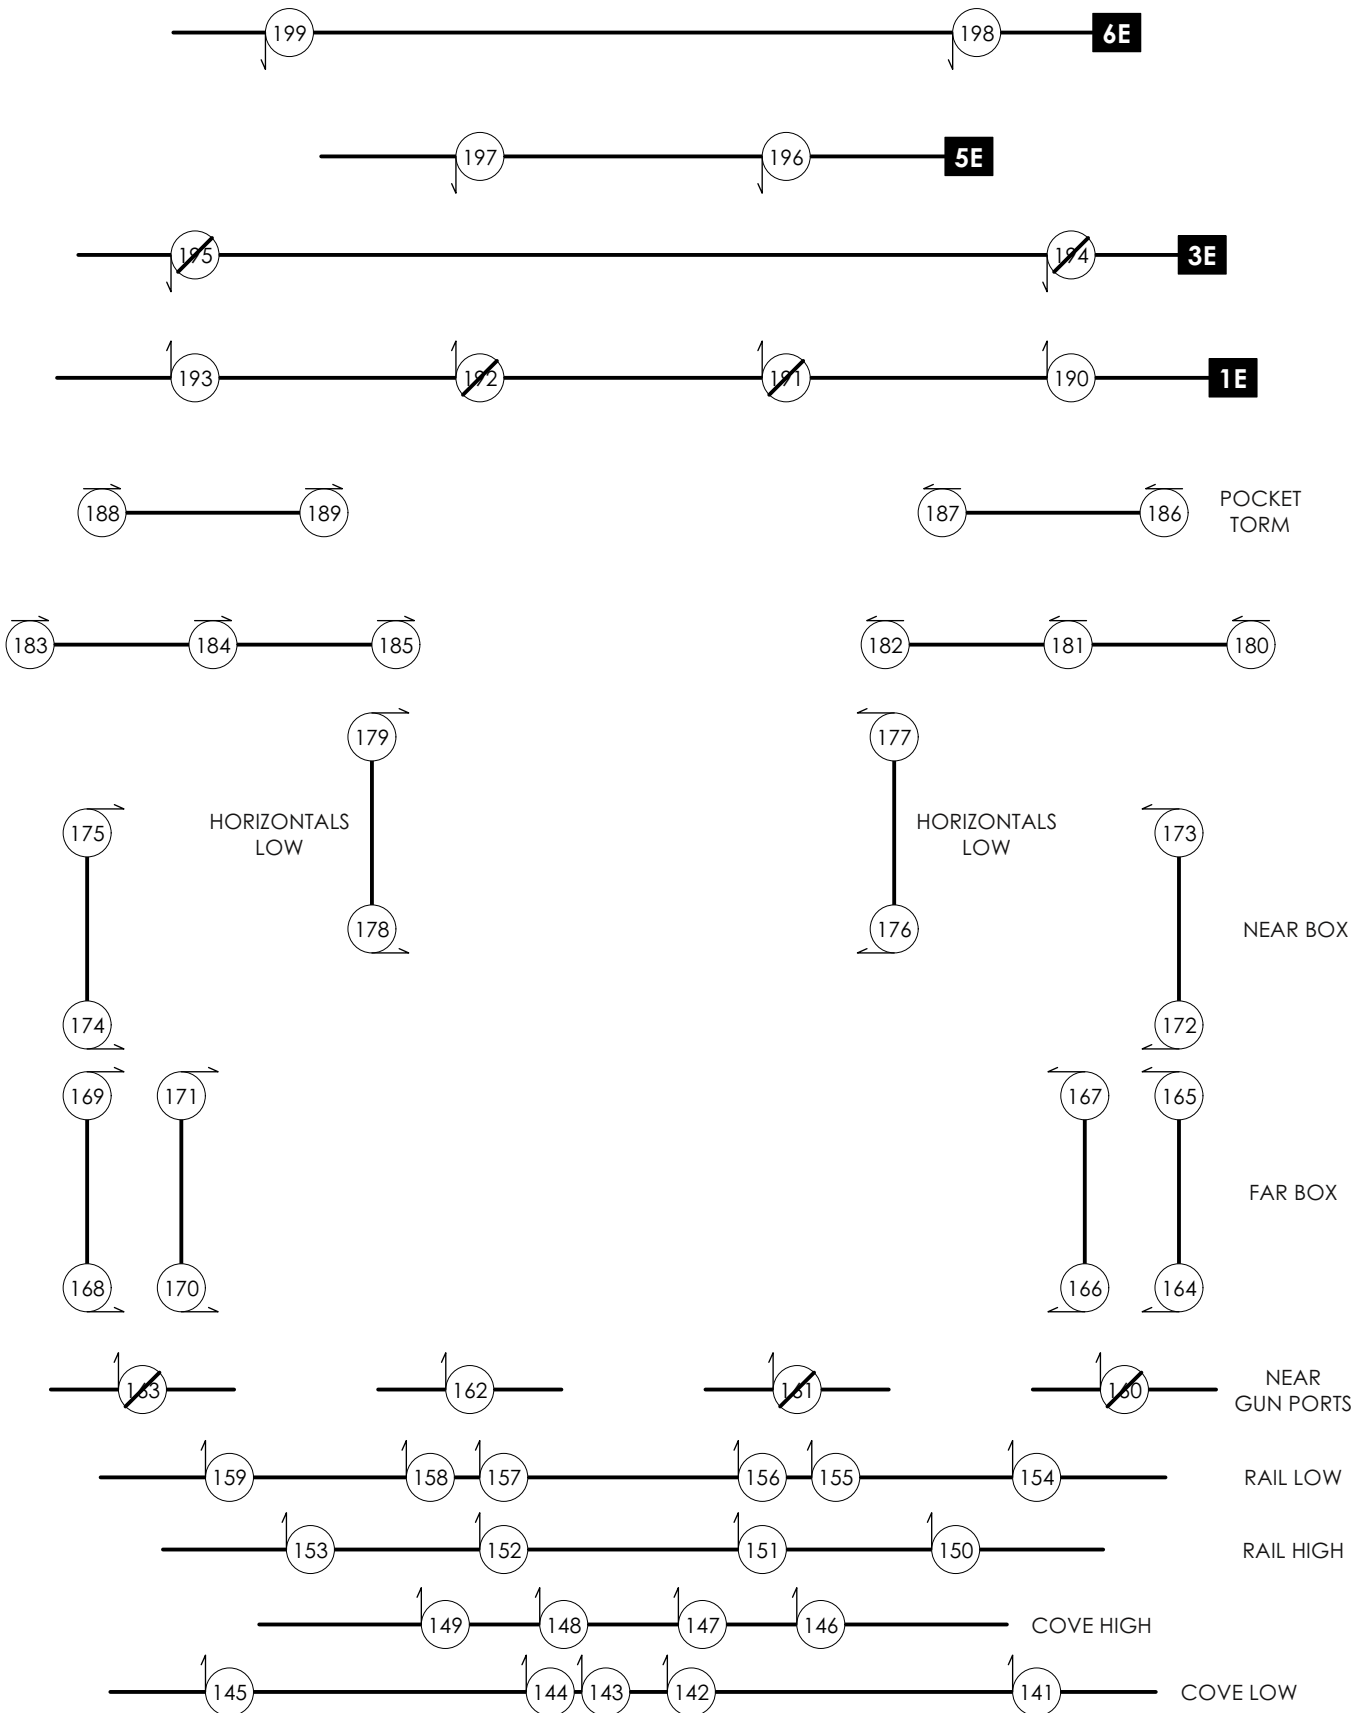 199 198 6E
197 196 5E
195 194 3E
193 192 191 190 1E
188 189 187 186 POCKET
TORM
183 184 185 182 181 180
179 177
175 HORIZONTALS HORIZONTALS 173
LOW LOW
178 176 NEAR BOX
174 172
169 171 167 165
FAR BOX
168 170 166 164
163 162 161 160 NEAR
GUN PORTS
159 158 157 156 155 154 RAIL LOW
153 152 151 150 RAIL HIGH
149 148 147 146 COVE HIGH
145 144 143 142 141 COVE LOW